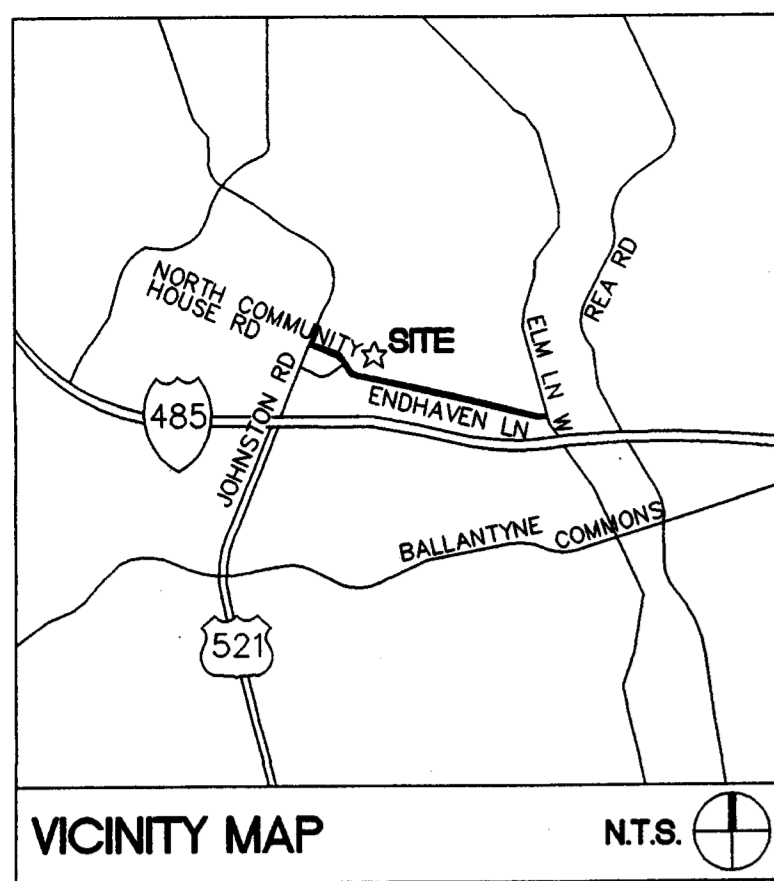 NORTH COMMUNITY
HOUSE RD
SITE
REA RD
ELM LN W
ENDHAVEN LN
485
JOHNSTON RD
BALLANTYNE COMMONS
521
VICINITY MAP
N.T.S.